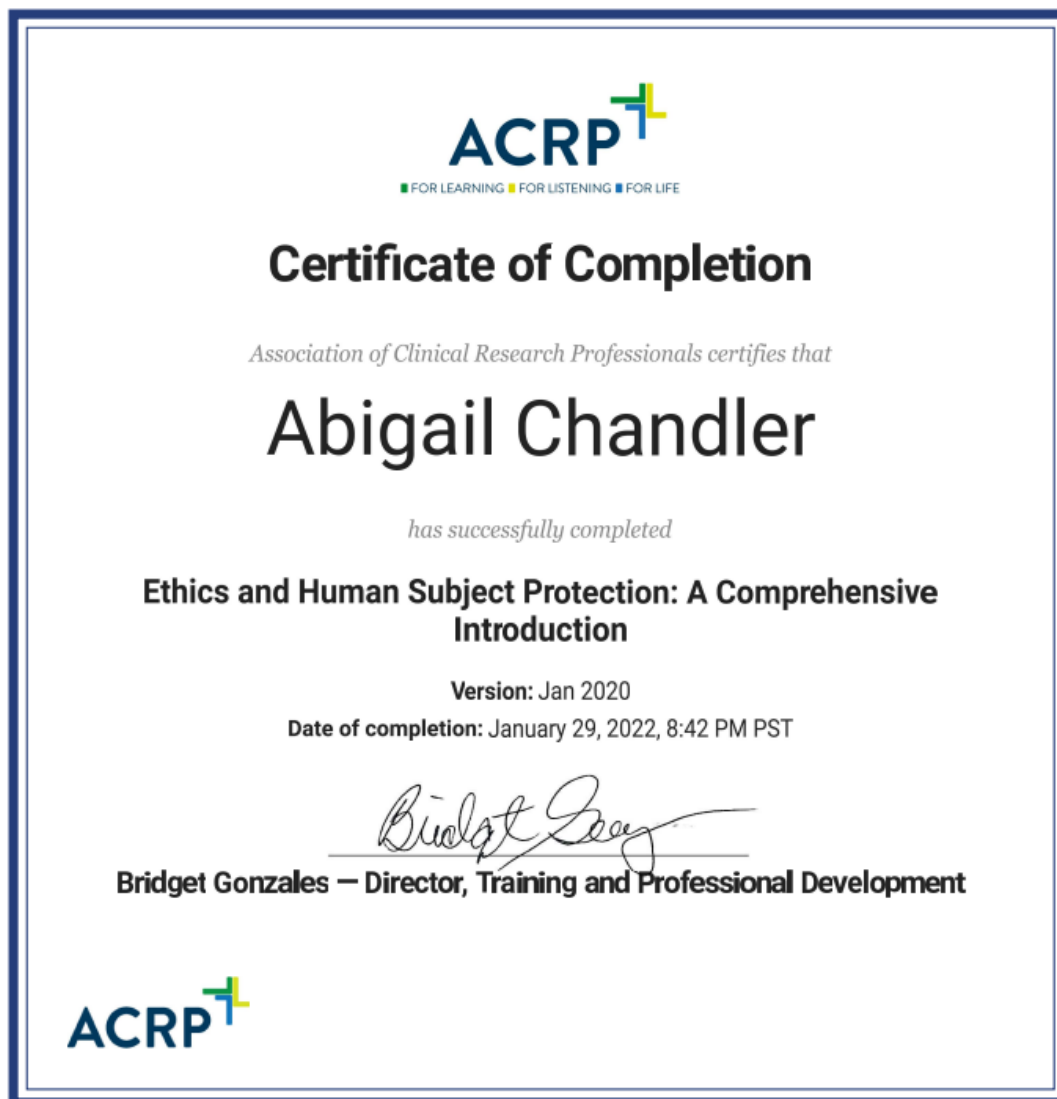 ACRP
FOR LEARNING FOR LISTENING FOR LIFE
Certificate of Completion
Association of Clinical Research Professionals certifies that
Abigail Chandler
has successfully completed
Ethics and Human Subject Protection: A Comprehensive
Introduction
Version: Jan 2020
Date of completion: January 29, 2022, 8:42 PM PST
Bridget Gonzales — Director, Training and Professional Development
ACRP